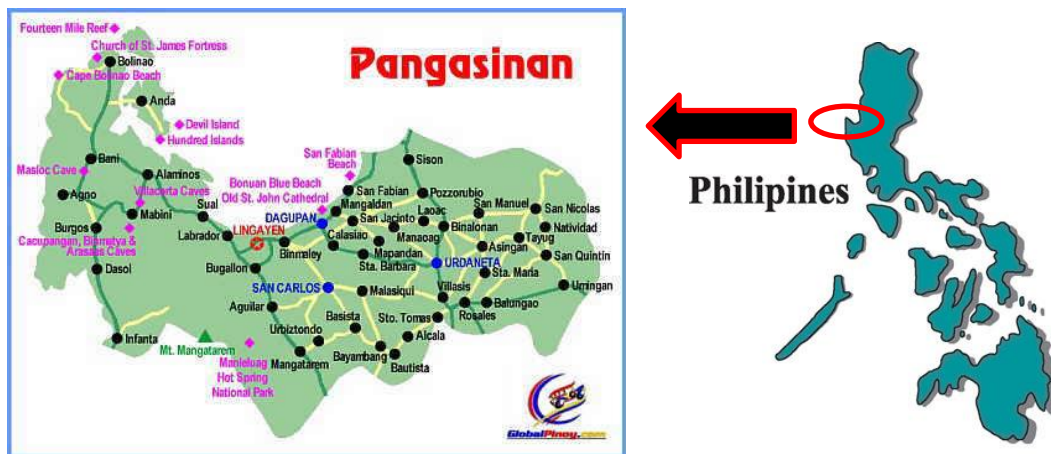 Fourteen Mile Reef
Church of St. James Fortress
Bolinao
Cape Bolinao Beach
Pangasinan
Anda
Devil Island
Hundred Islands
Bani
Masloc Cave
Alaminos
Villacorta Caves
Agno
Mabini
Sual
Burgos
Cacupangan, Binmatya &
Arasaas Caves
Labrador
LINGAYEN
Dasol
Bugallon
Binmaley
San Fabian
Beach
Bonuan Blue Beach
Old St. John Cathedral
DAGUPAN
Sison
San Fabian
Pozzorubio
Mangaldan
San Jacinto
Laoac
San Manuel
San Nicolas
Calasiao
Manaoag
Binalonan
Natividad
Tayug
Mapandan
Asingan
Sta. Barbara
URDANETA
San Quintin
Sta. Maria
SAN CARLOS
Malasiqui
Villasis
Umingan
Aguilar
Balungao
Rosales
Basista
Sto. Tomas
Urbiztondo
Alcala
Infanta
Mt. Mangatarem
Mangatarem
Bayambang
Bautista
Manleluag
Hot Spring
National Park
GlobalPinoy.com
Philipines